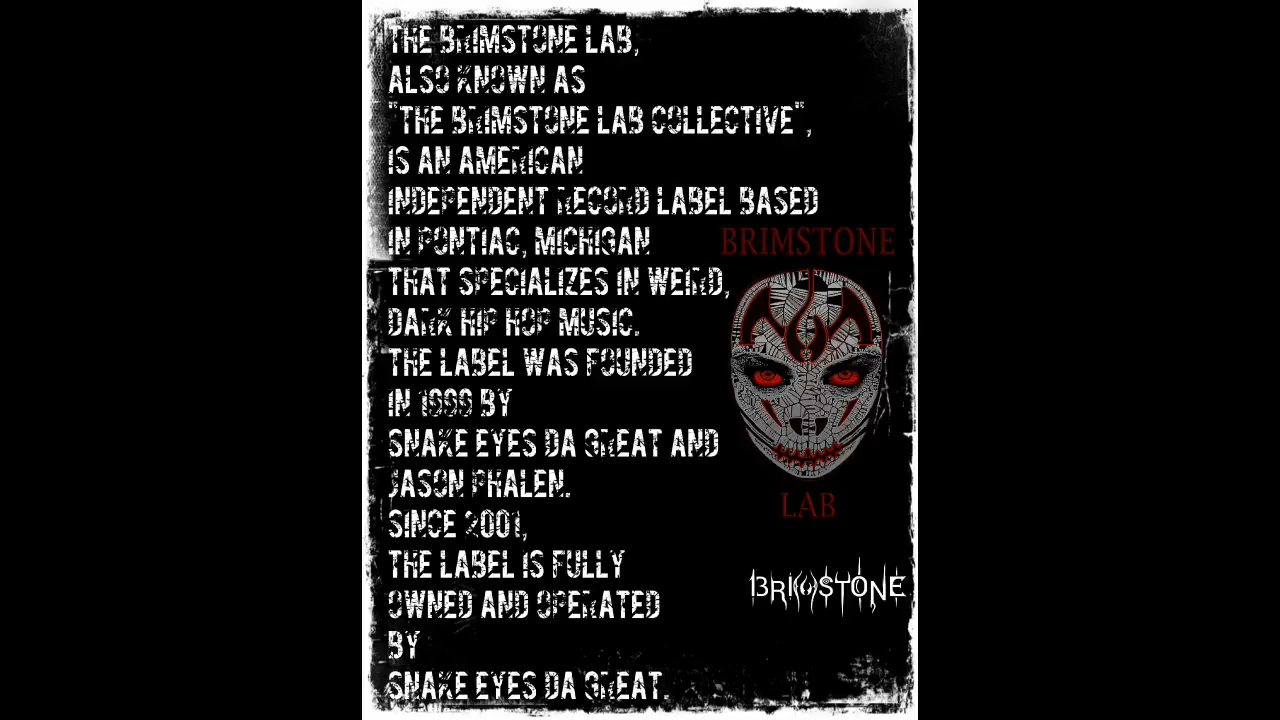 THE BRIMSTONE LAB,
ALSO KNOWN AS
"THE BRIMSTONE LAB COLLECTIVE",
IS AN AMERICAN
INDEPENDENT RECORD LABEL BASED
IN PONTIAC, MICHIGAN
THAT SPECIALIZES IN WEIRD,
DARK HIP HOP MUSIC.
THE LABEL WAS FOUNDED
IN 1999 BY
SNAKE EYES DA GREAT AND
JASON PHALEN.
SINCE 2001,
THE LABEL IS FULLY
OWNED AND OPERATED
BY
SNAKE EYES DA GREAT.
BRIMSTONE
LAB
BRIMSTONE